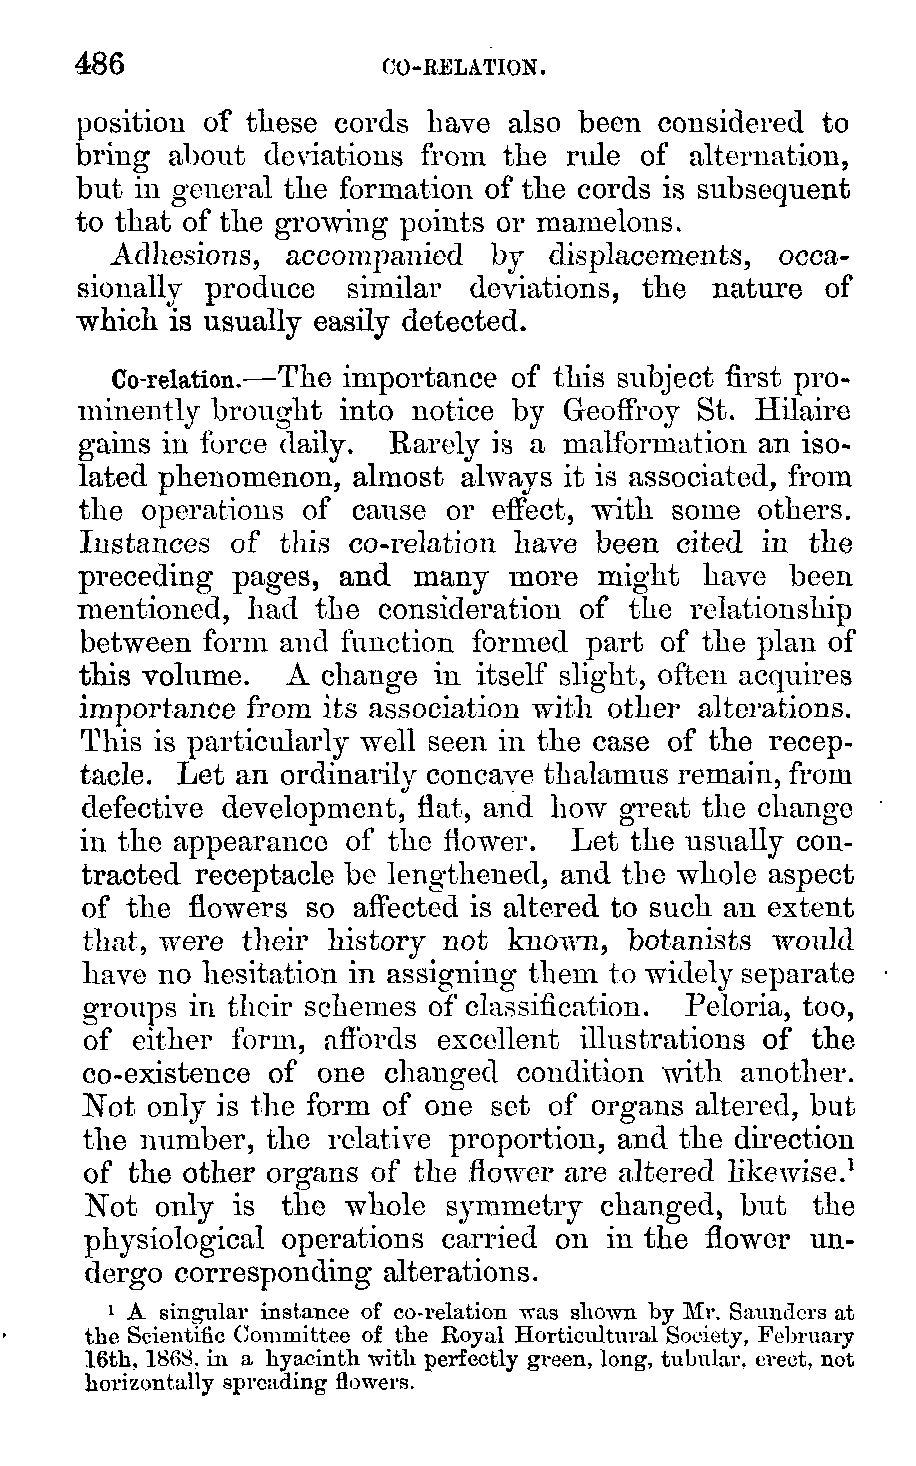 486 CO-RELATION.
position of these cords have also been considered to
bring about deviations from the rule of alternation,
but in general the formation of the cords is subsequent
to that of the growing points or mamelons.
Adhesions, accompanied by displacements, occa-
sionally produce similar deviations, the nature of
which is usually easily detected.
Co-relation.—The importance of this subject first pro-
minently brought into notice by Geoffroy St. Hilaire
gains in force daily. Rarely is a malformation an iso-
lated phenomenon, almost always it is associated, from
the operations of cause or effect, with some others.
Instances of this co-relation have been cited in the
preceding pages, and many more might have been
mentioned, had the consideration of the relationship
between form and function formed part of the plan of
this volume. A change in itself slight, often acquires
importance from its association with other alterations.
This is particularly well seen in the case of the recep-
tacle. Let an ordinarily concave thalamus remain, from
defective development, flat, and how great the change
in the appearance of the flower. Let the usually con-
tracted receptacle be lengthened, and the whole aspect
of the flowers so affected is altered to such an extent
that, were their history not known, botanists would
have no hesitation in assigning them to widely separate
groups in their schemes of classification. Peloria, too,
of either form, affords excellent illustrations of the
co-existence of one changed condition with another.
Not only is the form of one set of organs altered, but
the number, the relative proportion, and the direction
of the other organs of the flower are altered likewise.¹
Not only is the whole symmetry changed, but the
physiological operations carried on in the flower un-
dergo corresponding alterations.
¹ A singular instance of co-relation was shown by Mr. Saunders at
the Scientific Committee of the Royal Horticultural Society, February
16th, 1868, in a hyacinth with perfectly green, long, tubular, erect, not
horizontally spreading flowers.